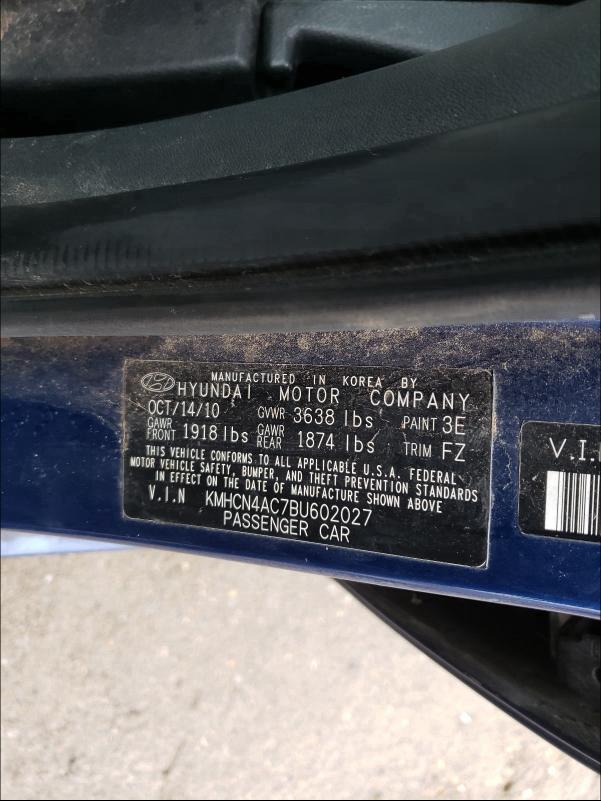 MANUFACTURED IN KOREA BY
HYUNDAI MOTOR COMPANY
OCT/14/10 GVWR 3638 lbs PAINT 3E
GAWR FRONT 1918 lbs GAWR REAR 1874 lbs TRIM FZ
THIS VEHICLE CONFORMS TO ALL APPLICABLE U.S.A. FEDERAL
MOTOR VEHICLE SAFETY, BUMPER, AND THEFT PREVENTION STANDARDS
IN EFFECT ON THE DATE OF MANUFACTURE SHOWN ABOVE
V.I.N KMHCN4AC7BU602027
PASSENGER CAR
V.I.